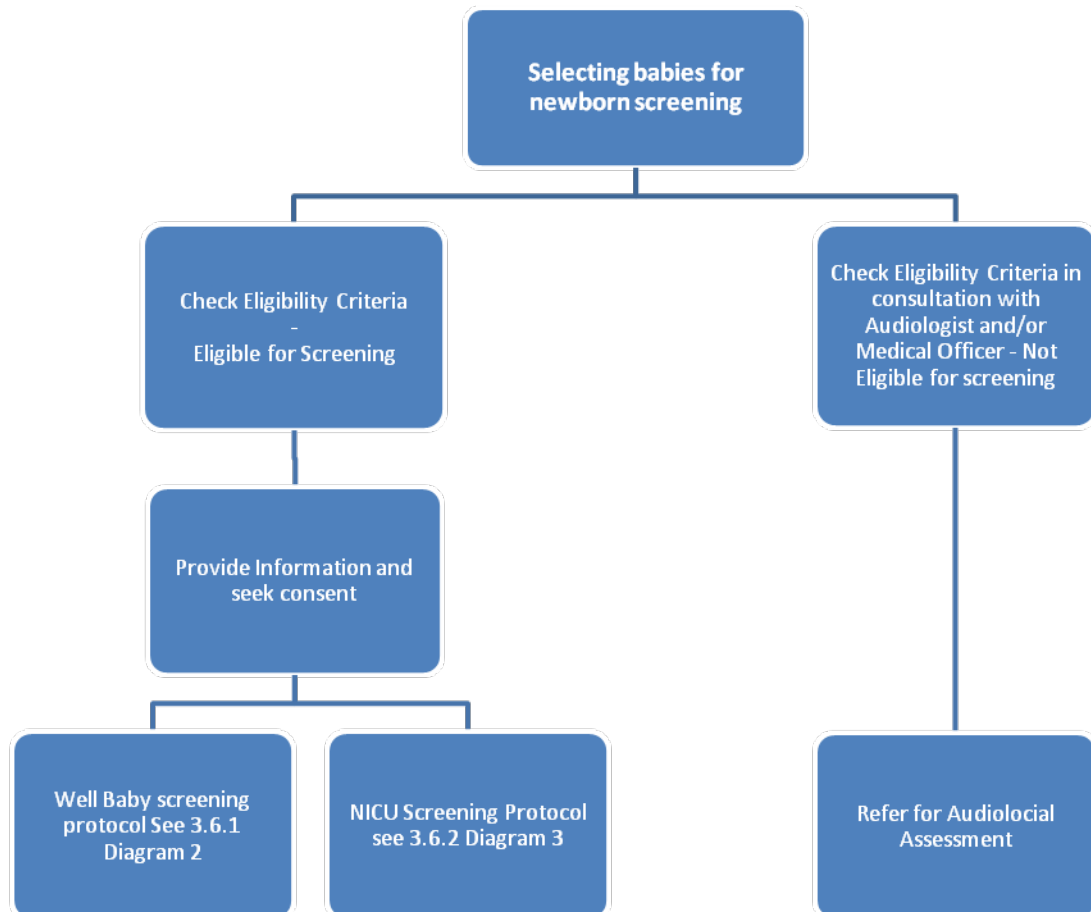 Selecting babies for
newborn screening
Check Eligibility Criteria
-
Eligible for Screening
Check Eligibility Criteria in
consultation with
Audiologist and/or
Medical Officer - Not
Eligible for screening
Provide Information and
seek consent
Well Baby screening
protocol See 3.6.1
Diagram 2
NICU Screening Protocol
see 3.6.2 Diagram 3
Refer for Audiolocial
Assessment